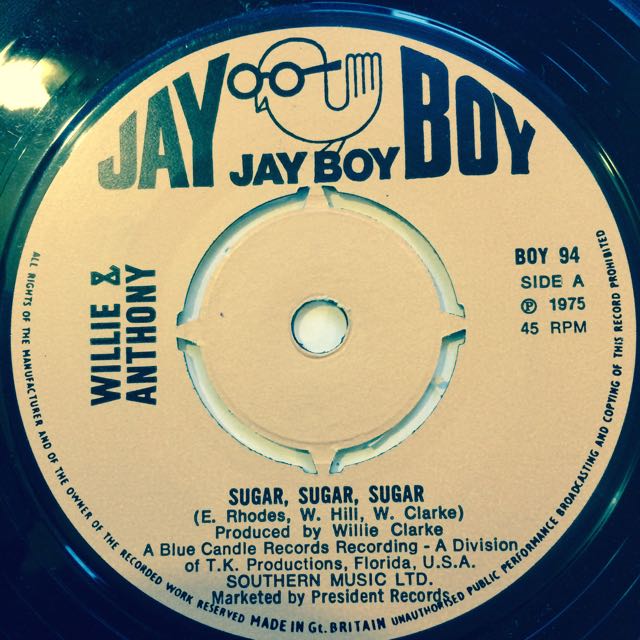 JAY BOY
JAY BOY
WILLIE &
ANTHONY
BOY 94
SIDE A
Ⓟ 1975
45 RPM
SUGAR, SUGAR, SUGAR
(E. Rhodes, W. Hill, W. Clarke)
Produced by Willie Clarke
A Blue Candle Records Recording - A Division
of T.K. Productions, Florida, U.S.A.
SOUTHERN MUSIC LTD.
Marketed by President Records
ALL RIGHTS OF THE MANUFACTURER AND OF THE OWNER OF THE RECORDED WORK RESERVED UNAUTHORISED PUBLIC PERFORMANCE BROADCASTING AND COPYING OF THIS RECORD PROHIBITED
MADE IN Gt. BRITAIN